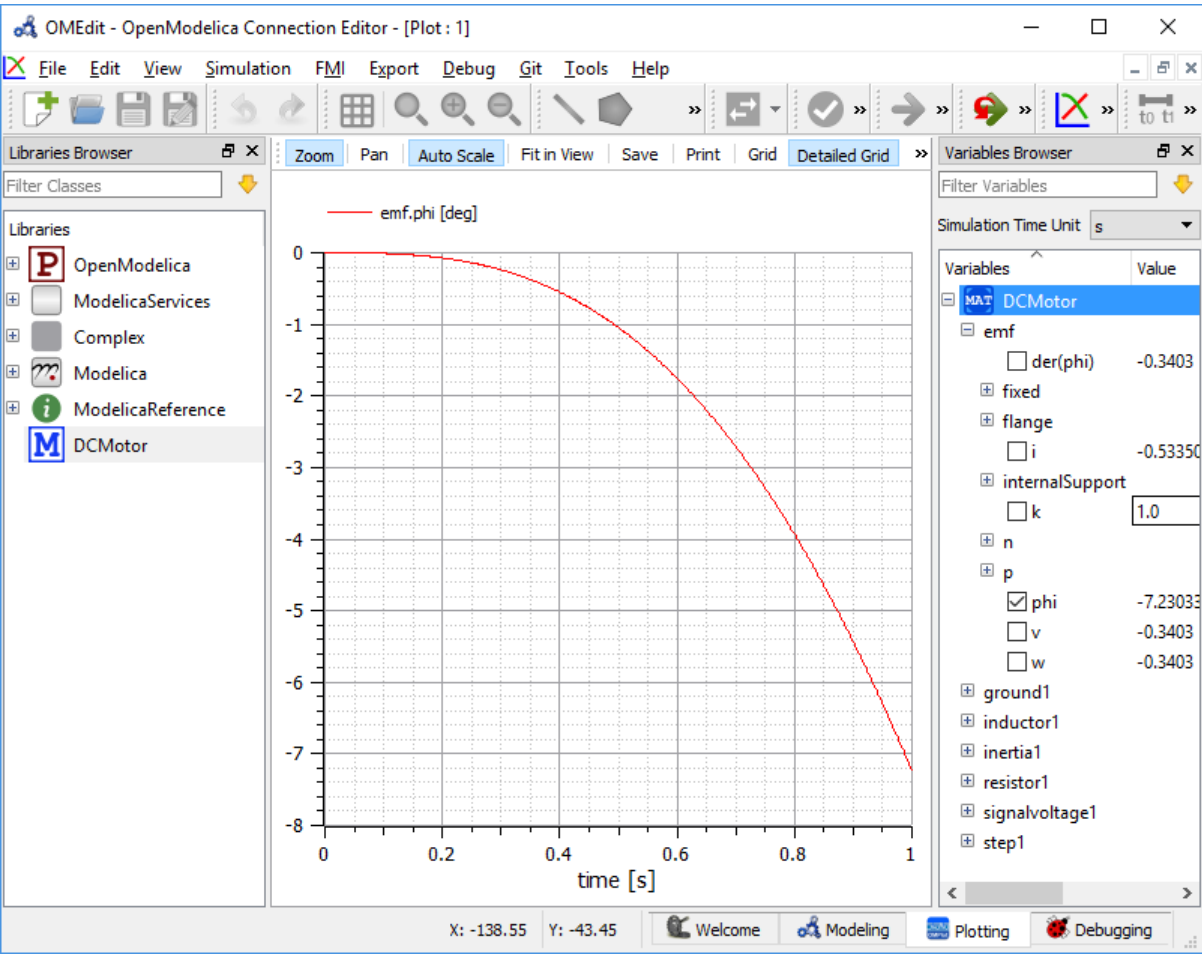 OMEdit - OpenModelica Connection Editor - [Plot : 1]
File Edit View Simulation FMI Export Debug Git Tools Help
» » » » » t0 t1 »
Libraries Browser
Filter Classes
Libraries
P OpenModelica
ModelicaServices
Complex
m Modelica
i ModelicaReference
M DCMotor
Zoom Pan Auto Scale Fit in View Save Print Grid Detailed Grid »
emf.phi [deg]
0
-1
-2
-3
-4
-5
-6
-7
-8
0 0.2 0.4 0.6 0.8 1
time [s]
Variables Browser
Filter Variables
Simulation Time Unit s
Variables Value
MAT DCMotor
emf
der(phi) -0.3403
fixed
flange
i -0.53350
internalSupport
k 1.0
n
p
phi -7.23033
v -0.3403
w -0.3403
ground1
inductor1
inertia1
resistor1
signalvoltage1
step1
X: -138.55 Y: -43.45 Welcome Modeling Plotting Debugging